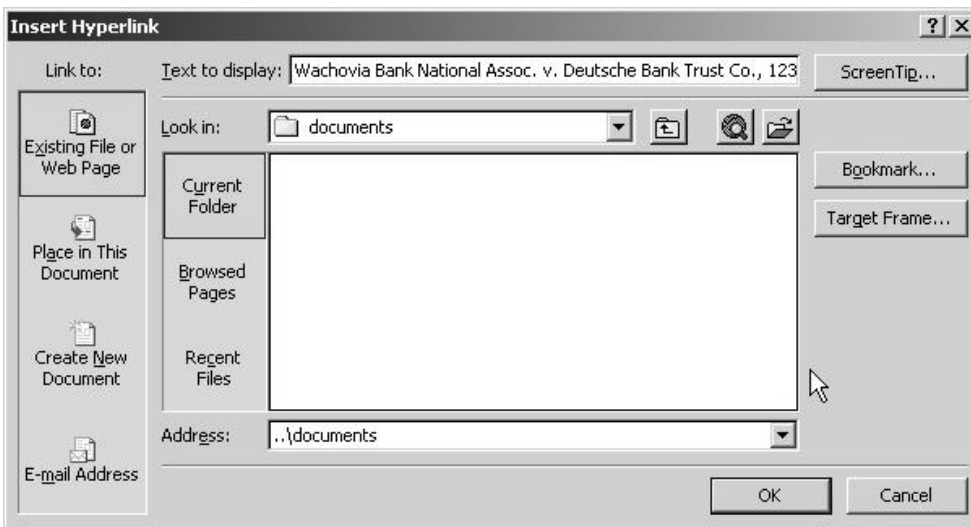 Insert Hyperlink
Link to:
Text to display: Wachovia Bank National Assoc. v. Deutsche Bank Trust Co., 123
ScreenTip...
Existing File or
Web Page
Look in: documents
Current
Folder
Bookmark...
Target Frame...
Place in This
Document
Browsed
Pages
Create New
Document
Recent
Files
Address: ..\documents
E-mail Address
OK
Cancel